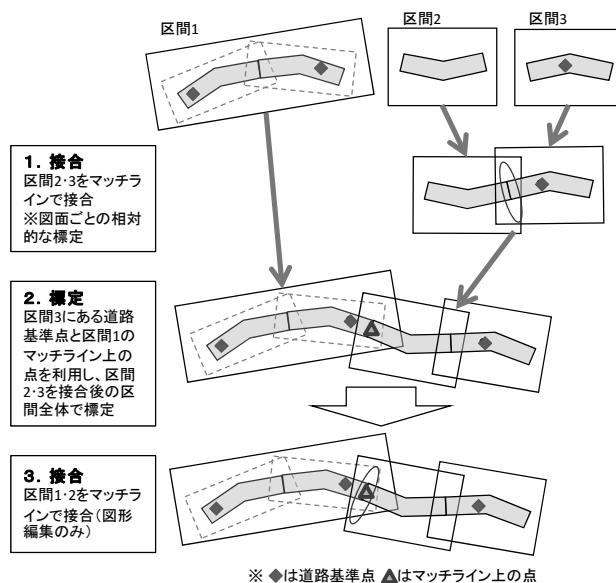 区間1
区間2
区間3
1. 接合
区間2･3をマッチラ
インで接合
※図面ごとの相対
的な標定
2. 標定
区間3にある道路
基準点と区間1の
マッチライン上の
点を利用し、区間
2･3を接合後の区
間全体で標定
3. 接合
区間1･2をマッチラ
インで接合(図形
編集のみ)
※ ◆は道路基準点 ▲はマッチライン上の点